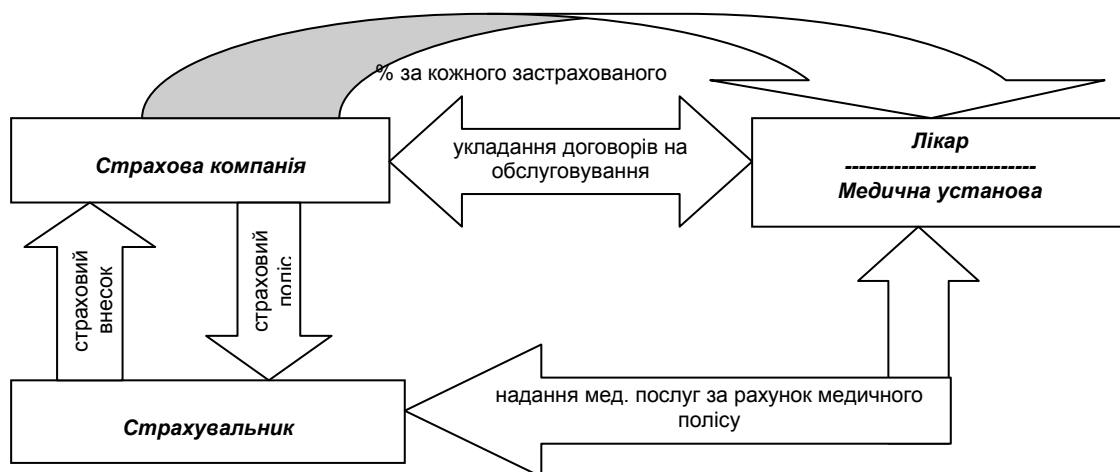 % за кожного застрахованого
Страхова компанія
укладання договорів на
обслуговування
Лікар
----------------------------
Медична установа
страховий
внесок
страховий
поліс
надання мед. послуг за рахунок медичного
полісу
Страхувальник